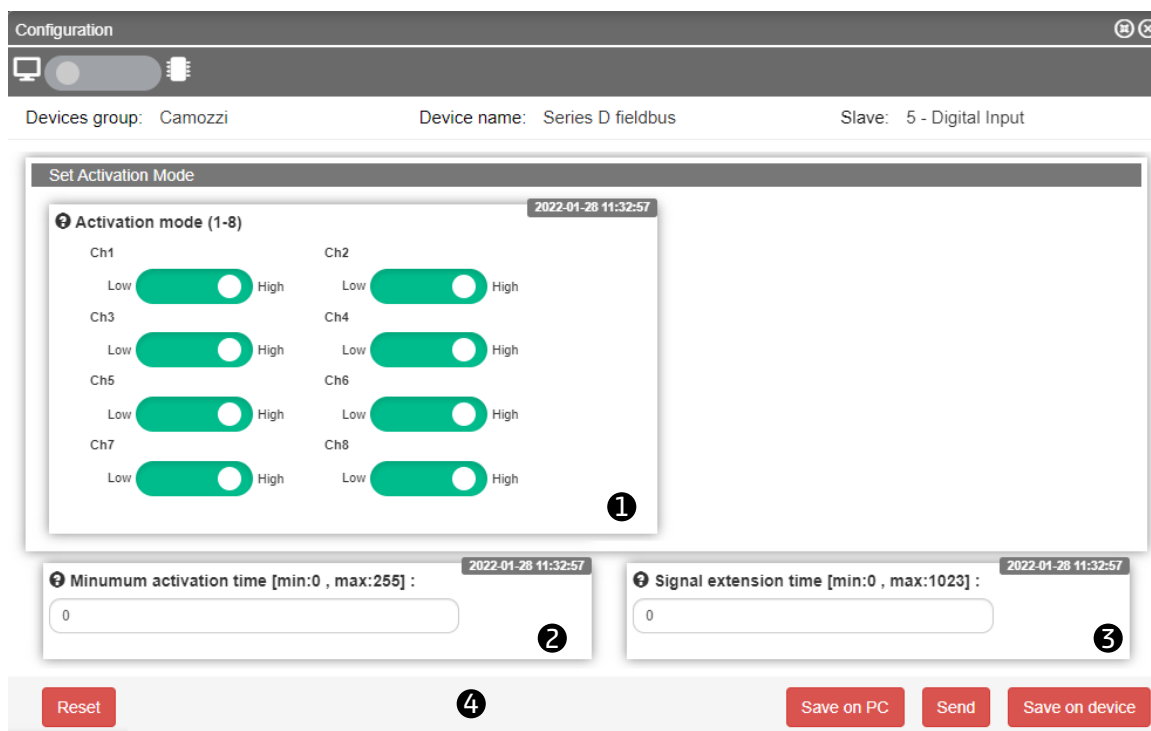 Configuration
Devices group: Camozzi Device name: Series D fieldbus Slave: 5 - Digital Input
Set Activation Mode
2022-01-28 11:32:57
Activation mode (1-8)
Ch1 Ch2
Low High Low High
Ch3 Ch4
Low High Low High
Ch5 Ch6
Low High Low High
Ch7 Ch8
Low High Low High
1
2022-01-28 11:32:57 2022-01-28 11:32:57
Minumum activation time [min:0 , max:255] : Signal extension time [min:0 , max:1023] :
0 0
2 3
Reset 4 Save on PC Send Save on device